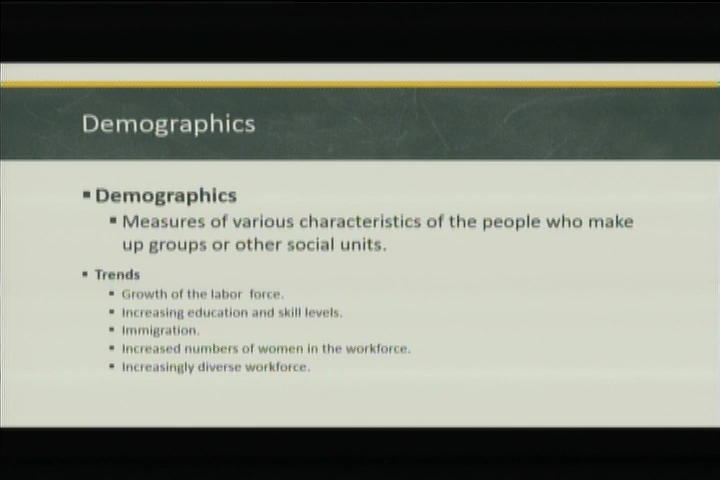 Demographics
Demographics
Measures of various characteristics of the people who make
up groups or other social units.
Trends
Growth of the labor force.
Increasing education and skill levels.
Immigration.
Increased numbers of women in the workforce.
Increasingly diverse workforce.